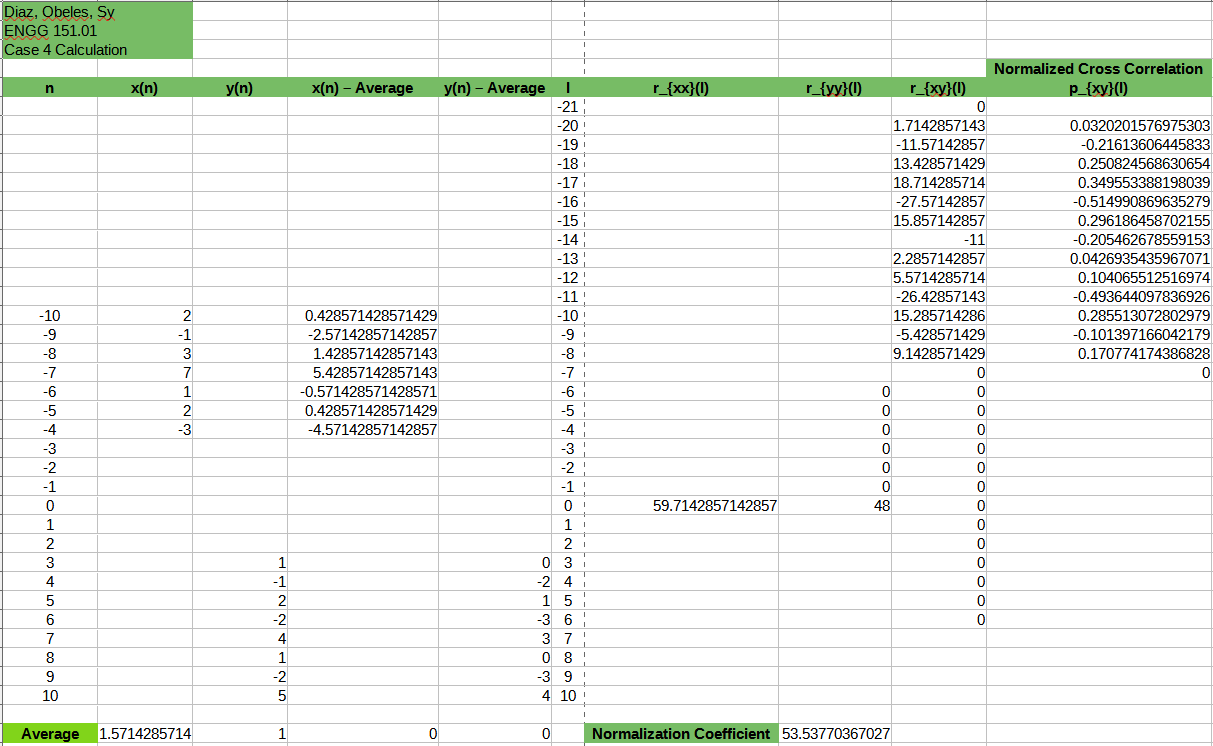 Diaz, Obeles, Sy
ENGG 151.01
Case 4 Calculation
Normalized Cross Correlation
n x(n) y(n) x(n) – Average y(n) – Average l r_{xx}(l) r_{yy}(l) r_{xy}(l) p_{xy}(l)
-21 0
-20 1.7142857143 0.0320201576975303
-19 -11.57142857 -0.21613606445833
-18 13.428571429 0.250824568630654
-17 18.714285714 0.349553388198039
-16 -27.57142857 -0.514990869635279
-15 15.857142857 0.296186458702155
-14 -11 -0.205462678559153
-13 2.2857142857 0.0426935435967071
-12 5.5714285714 0.104065512516974
-11 -26.42857143 -0.493644097836926
-10 2 0.428571428571429 -10 15.285714286 0.285513072802979
-9 -1 -2.57142857142857 -9 -5.428571429 -0.101397166042179
-8 3 1.42857142857143 -8 9.1428571429 0.170774174386828
-7 7 5.42857142857143 -7 0 0
-6 1 -0.571428571428571 -6 0 0
-5 2 0.428571428571429 -5 0 0
-4 -3 -4.57142857142857 -4 0 0
-3 -3 0 0
-2 -2 0 0
-1 -1 0 0
0 0 59.7142857142857 48 0
1 1 0
2 2 0
3 1 0 3 0
4 -1 -2 4 0
5 2 1 5 0
6 -2 -3 6 0
7 4 3 7
8 1 0 8
9 -2 -3 9
10 5 4 10
Average 1.5714285714 1 0 0 Normalization Coefficient 53.53770367027